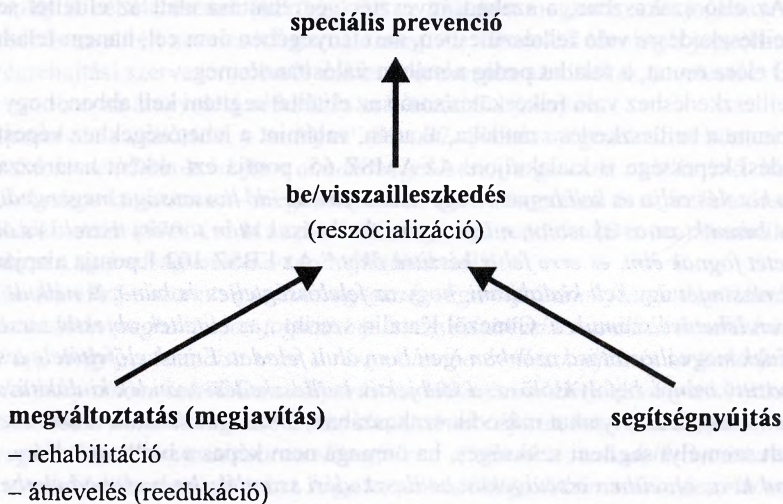 speciális prevenció
be/visszailleszkedés
(reszocializáció)
megváltoztatás (megjavítás)
segítségnyújtás
– rehabilitáció
– átnevelés (reedukáció)